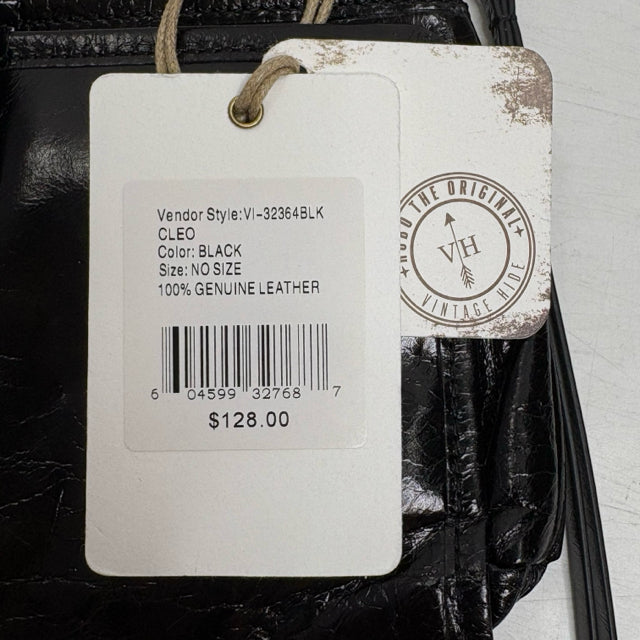 Vendor Style:VI-32364BLK
CLEO
Color: BLACK
Size: NO SIZE
100% GENUINE LEATHER
6 04599 32768 7
$128.00
HOBO THE ORIGINAL
VH
VINTAGE HIDE